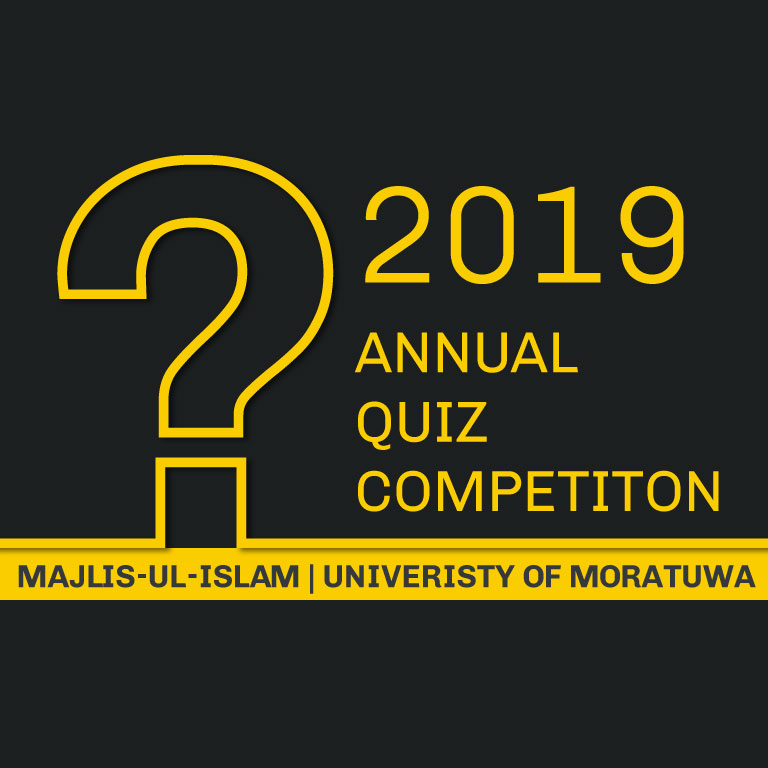 2019
ANNUAL
QUIZ
COMPETITON
MAJLIS-UL-ISLAM | UNIVERISTY OF MORATUWA